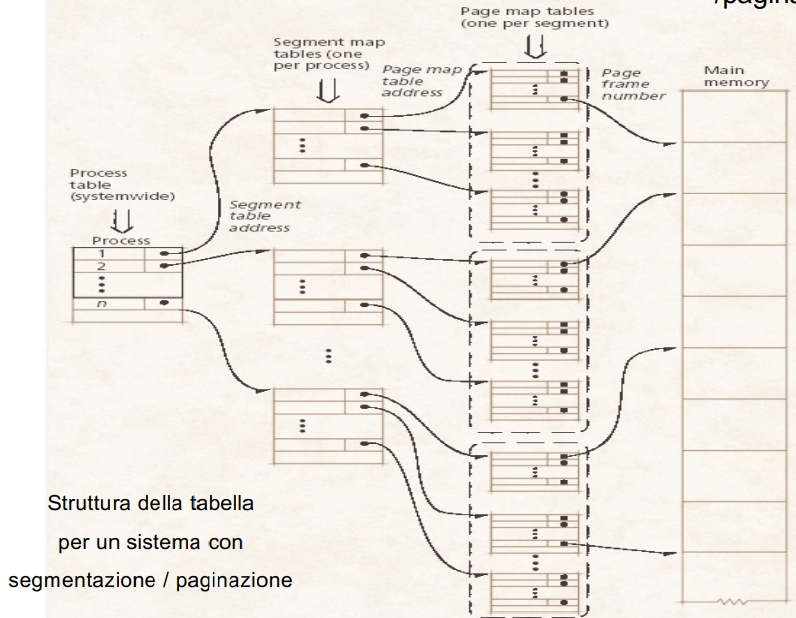 /pagina
Page map tables
(one per segment)
Segment map
tables (one
per process)
Page map
table
address
Page
frame
number
Main
memory
Process
table
(systemwide)
Segment
table
address
Process
1
2
n
Struttura della tabella
per un sistema con
segmentazione / paginazione